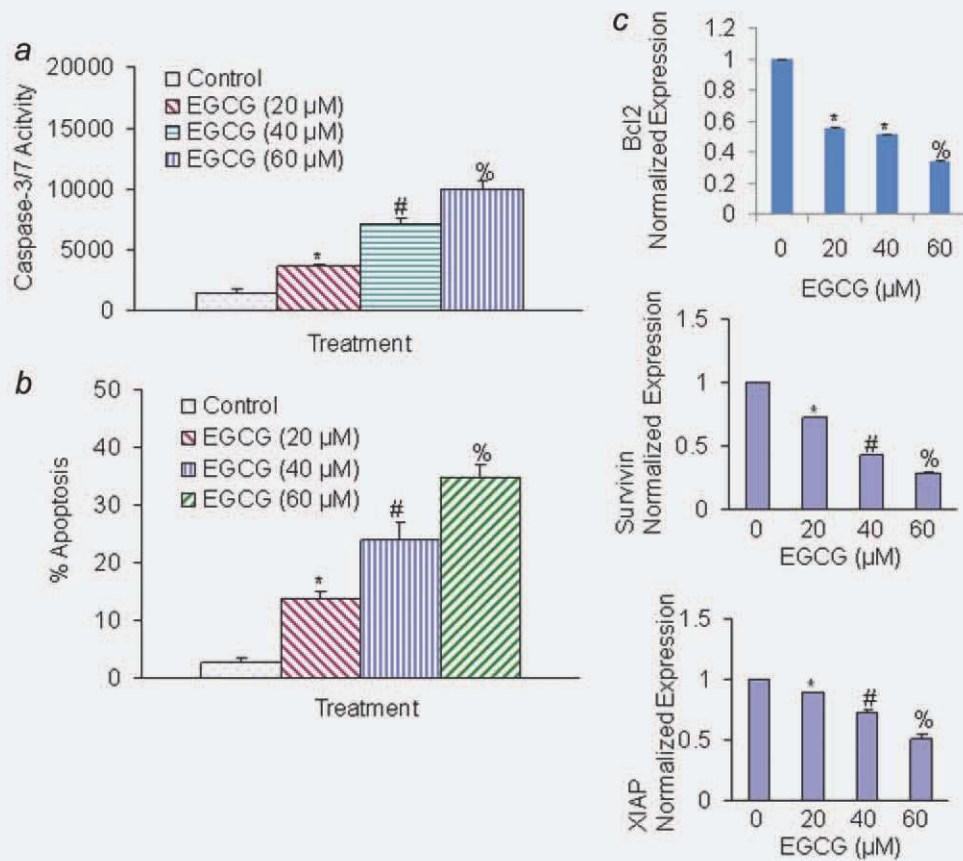 a
Caspase-3/7 Acitvity
20000
15000
10000
5000
0
Control
EGCG (20 µM)
EGCG (40 µM)
EGCG (60 µM)
*
#
%
Treatment
b
% Apoptosis
50
40
30
20
10
0
Control
EGCG (20 µM)
EGCG (40 µM)
EGCG (60 µM)
*
#
%
Treatment
c
Bcl2
Normalized Expression
1.2
1
0.8
0.6
0.4
0.2
0
*
*
%
0 20 40 60
EGCG (µM)
Survivin
Normalized Expression
1.5
1
0.5
0
*
#
%
0 20 40 60
EGCG (µM)
XIAP
Normalized Expression
1.5
1
0.5
0
*
#
%
0 20 40 60
EGCG (µM)